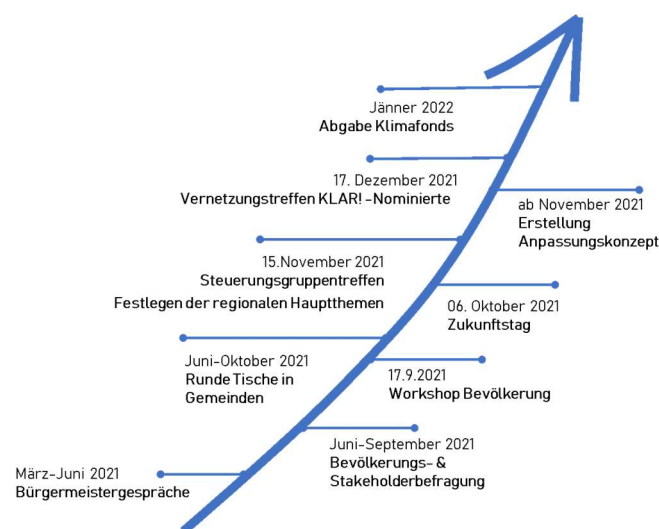 Jänner 2022
Abgabe Klimafonds
17. Dezember 2021
Vernetzungstreffen KLAR! -Nominierte
ab November 2021
Erstellung
Anpassungskonzept
15.November 2021
Steuerungsgruppentreffen
Festlegen der regionalen Hauptthemen
06. Oktober 2021
Zukunftstag
Juni-Oktober 2021
Runde Tische in
Gemeinden
17.9.2021
Workshop Bevölkerung
Juni-September 2021
Bevölkerungs- &
Stakeholderbefragung
März-Juni 2021
Bürgermeistergespräche